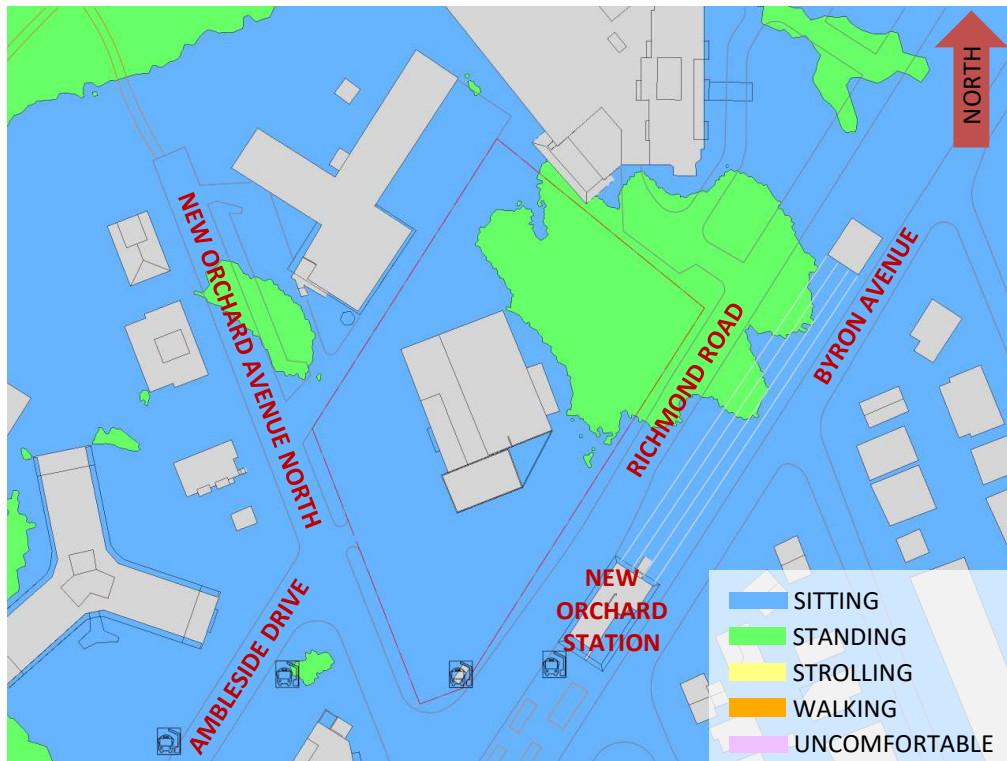 NORTH
NEW ORCHARD AVENUE NORTH
RICHMOND ROAD
BYRON AVENUE
AMBLESIDE DRIVE
NEW
ORCHARD
STATION
SITTING
STANDING
STROLLING
WALKING
UNCOMFORTABLE